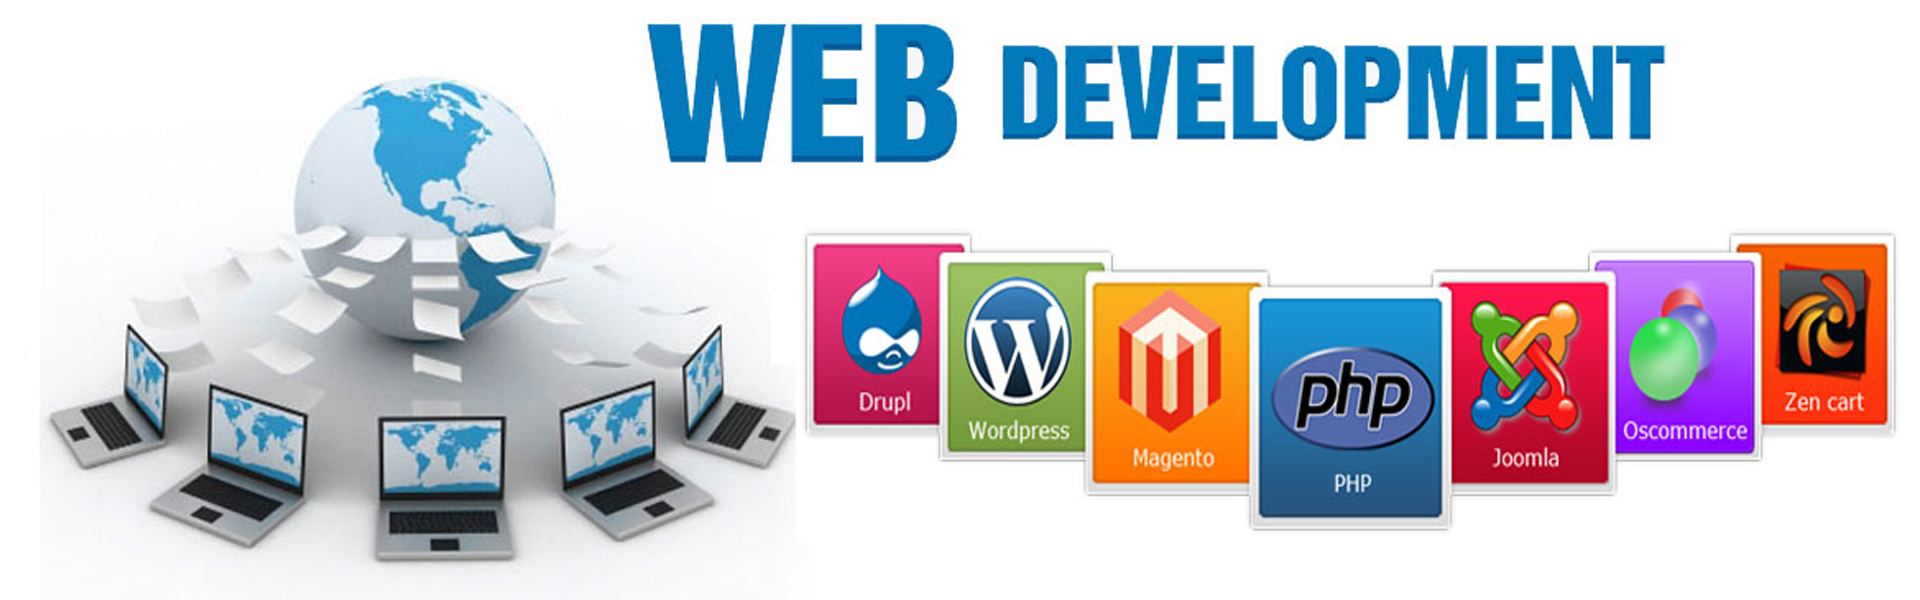 WEB DEVELOPMENT
Drupl
Wordpress
Magento
php
PHP
Joomla
Oscommerce
Zen cart